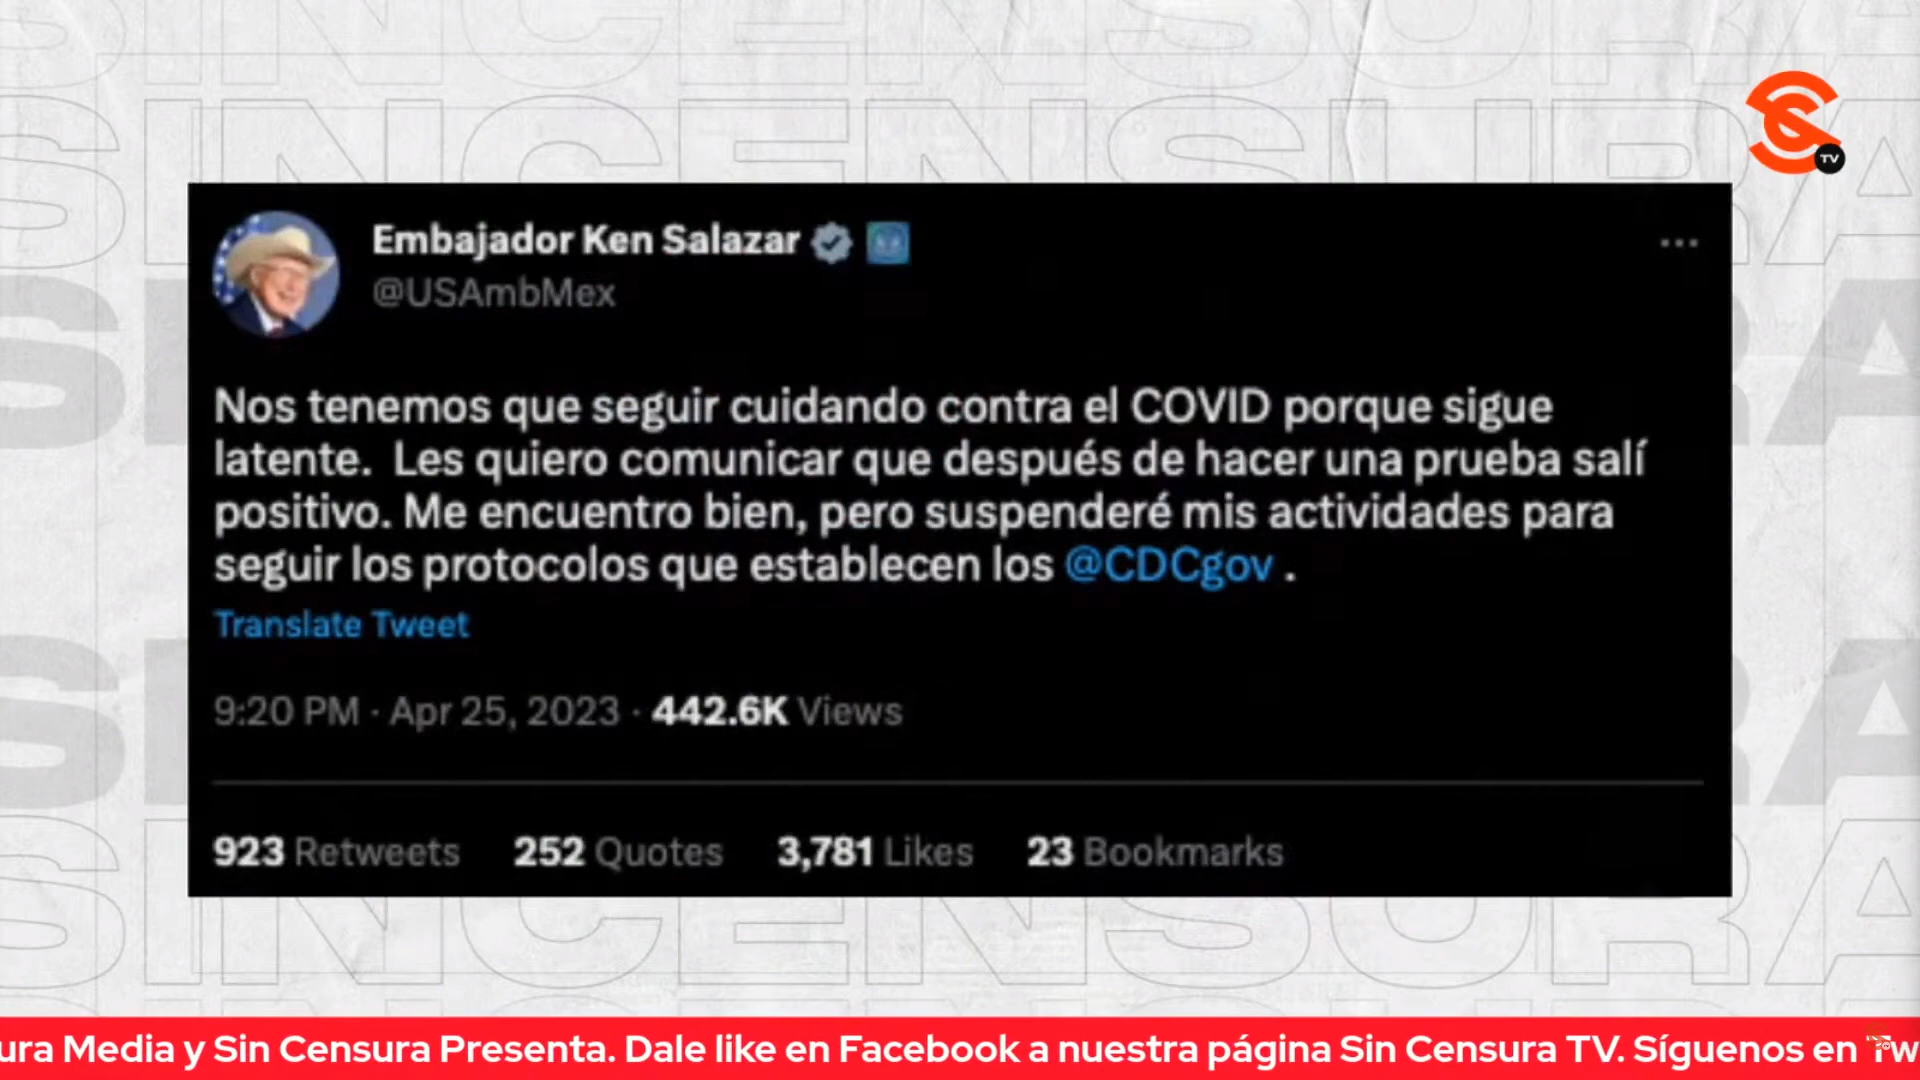 SINCENSURA
TV
Embajador Ken Salazar
@USAmbMex
Nos tenemos que seguir cuidando contra el COVID porque sigue
latente. Les quiero comunicar que después de hacer una prueba salí
positivo. Me encuentro bien, pero suspenderé mis actividades para
seguir los protocolos que establecen los @CDCgov .
Translate Tweet
9:20 PM · Apr 25, 2023 · 442.6K Views
923 Retweets 252 Quotes 3,781 Likes 23 Bookmarks
SINCENSURA
ura Media y Sin Censura Presenta. Dale like en Facebook a nuestra página Sin Censura TV. Síguenos en Tw